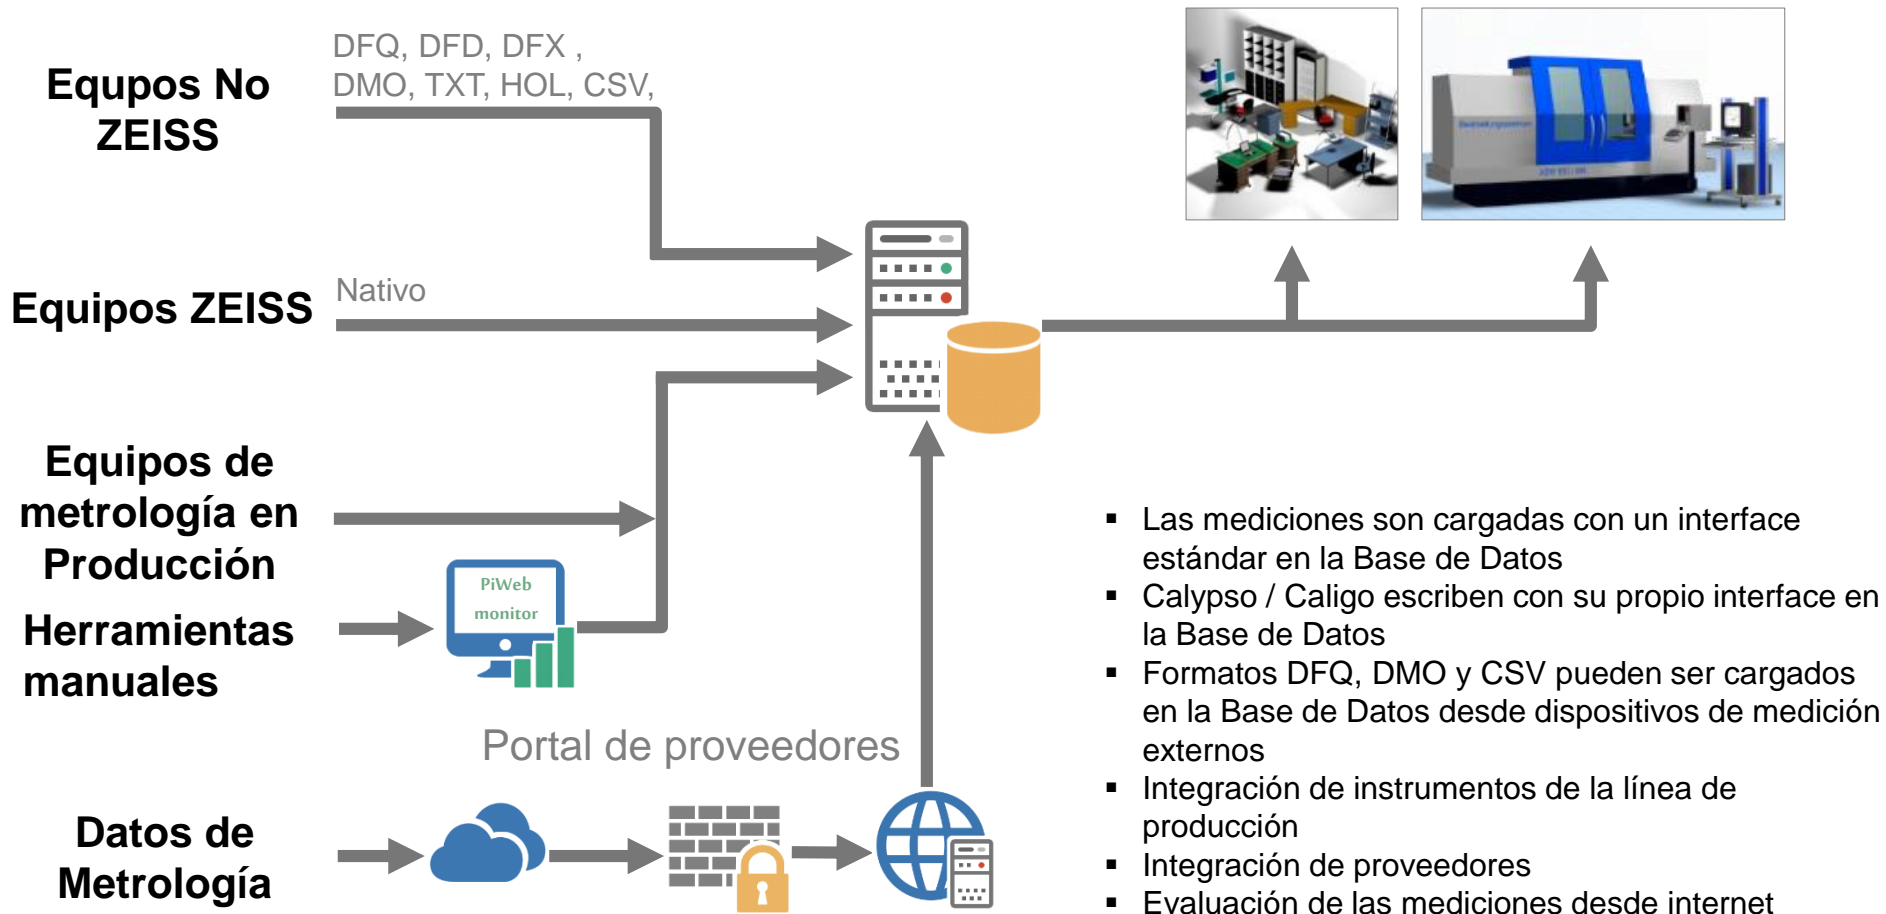 DFQ, DFD, DFX ,
DMO, TXT, HOL, CSV,
Equpos No
ZEISS
Nativo
Equipos ZEISS
Equipos de
metrología en
Producción
PiWeb
monitor
Herramientas
manuales
Portal de proveedores
Datos de
Metrología
▪ Las mediciones son cargadas con un interface
estándar en la Base de Datos
▪ Calypso / Caligo escriben con su propio interface en
la Base de Datos
▪ Formatos DFQ, DMO y CSV pueden ser cargados
en la Base de Datos desde dispositivos de medición
externos
▪ Integración de instrumentos de la línea de
producción
▪ Integración de proveedores
▪ Evaluación de las mediciones desde internet